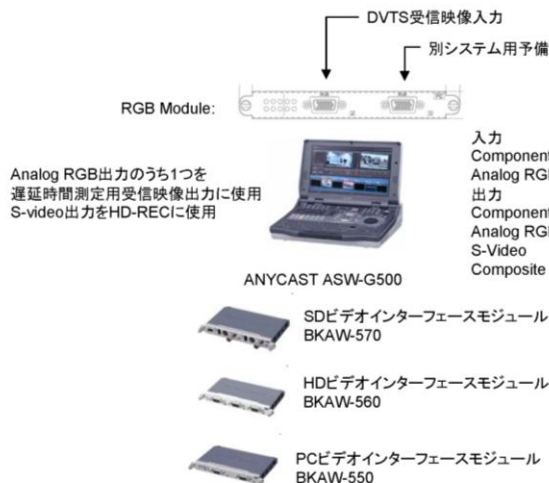 DVTS受信映像入力
別システム用予備
RGB Module:
RGB
RGB
Analog RGB出力のうち1つを
遅延時間測定用受信映像出力に使用
S-video出力をHD-RECに使用
入力
Component
Analog RGB
出力
Component
Analog RGB
S-Video
Composite
ANYCAST ASW-G500
SDビデオインターフェースモジュール
BKAW-570
HDビデオインターフェースモジュール
BKAW-560
PCビデオインターフェースモジュール
BKAW-550